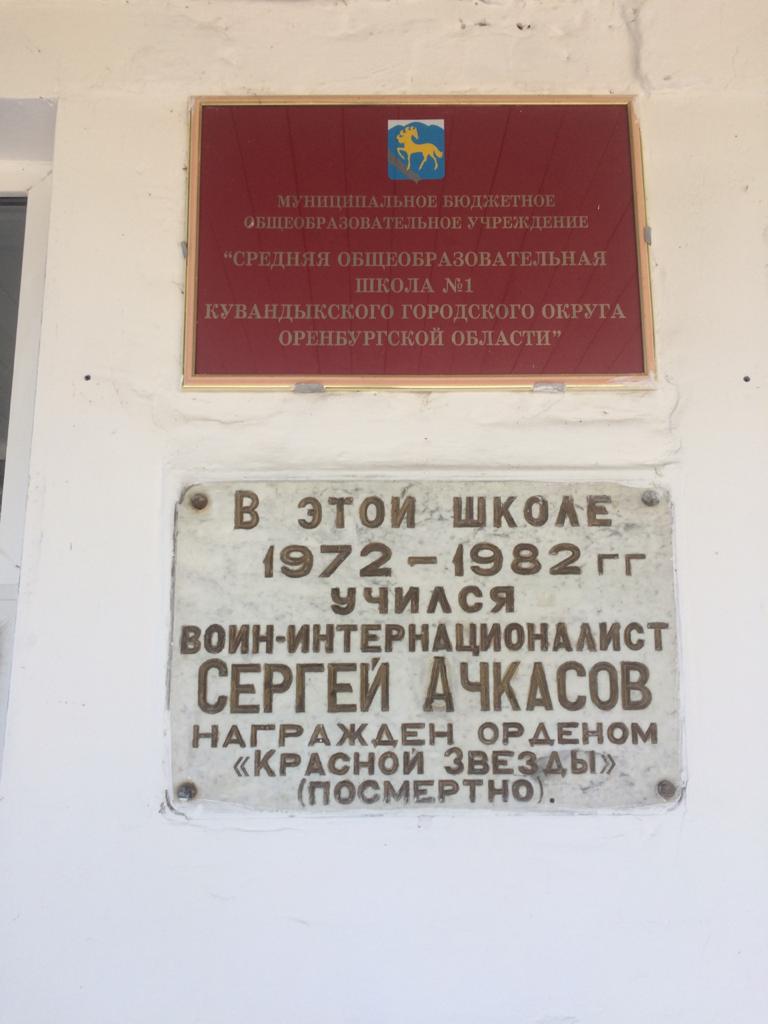 МУНИЦИПАЛЬНОЕ БЮДЖЕТНОЕ
ОБЩЕОБРАЗОВАТЕЛЬНОЕ УЧРЕЖДЕНИЕ
"СРЕДНЯЯ ОБЩЕОБРАЗОВАТЕЛЬНАЯ
ШКОЛА №1
КУВАНДЫКСКОГО ГОРОДСКОГО ОКРУГА
ОРЕНБУРГСКОЙ ОБЛАСТИ"
В ЭТОЙ ШКОЛЕ
1972 – 1982 гг
УЧИЛСЯ
ВОИН-ИНТЕРНАЦИОНАЛИСТ
СЕРГЕЙ АЧКАСОВ
НАГРАЖДЕН ОРДЕНОМ
«КРАСНОЙ ЗВЕЗДЫ»
(ПОСМЕРТНО).